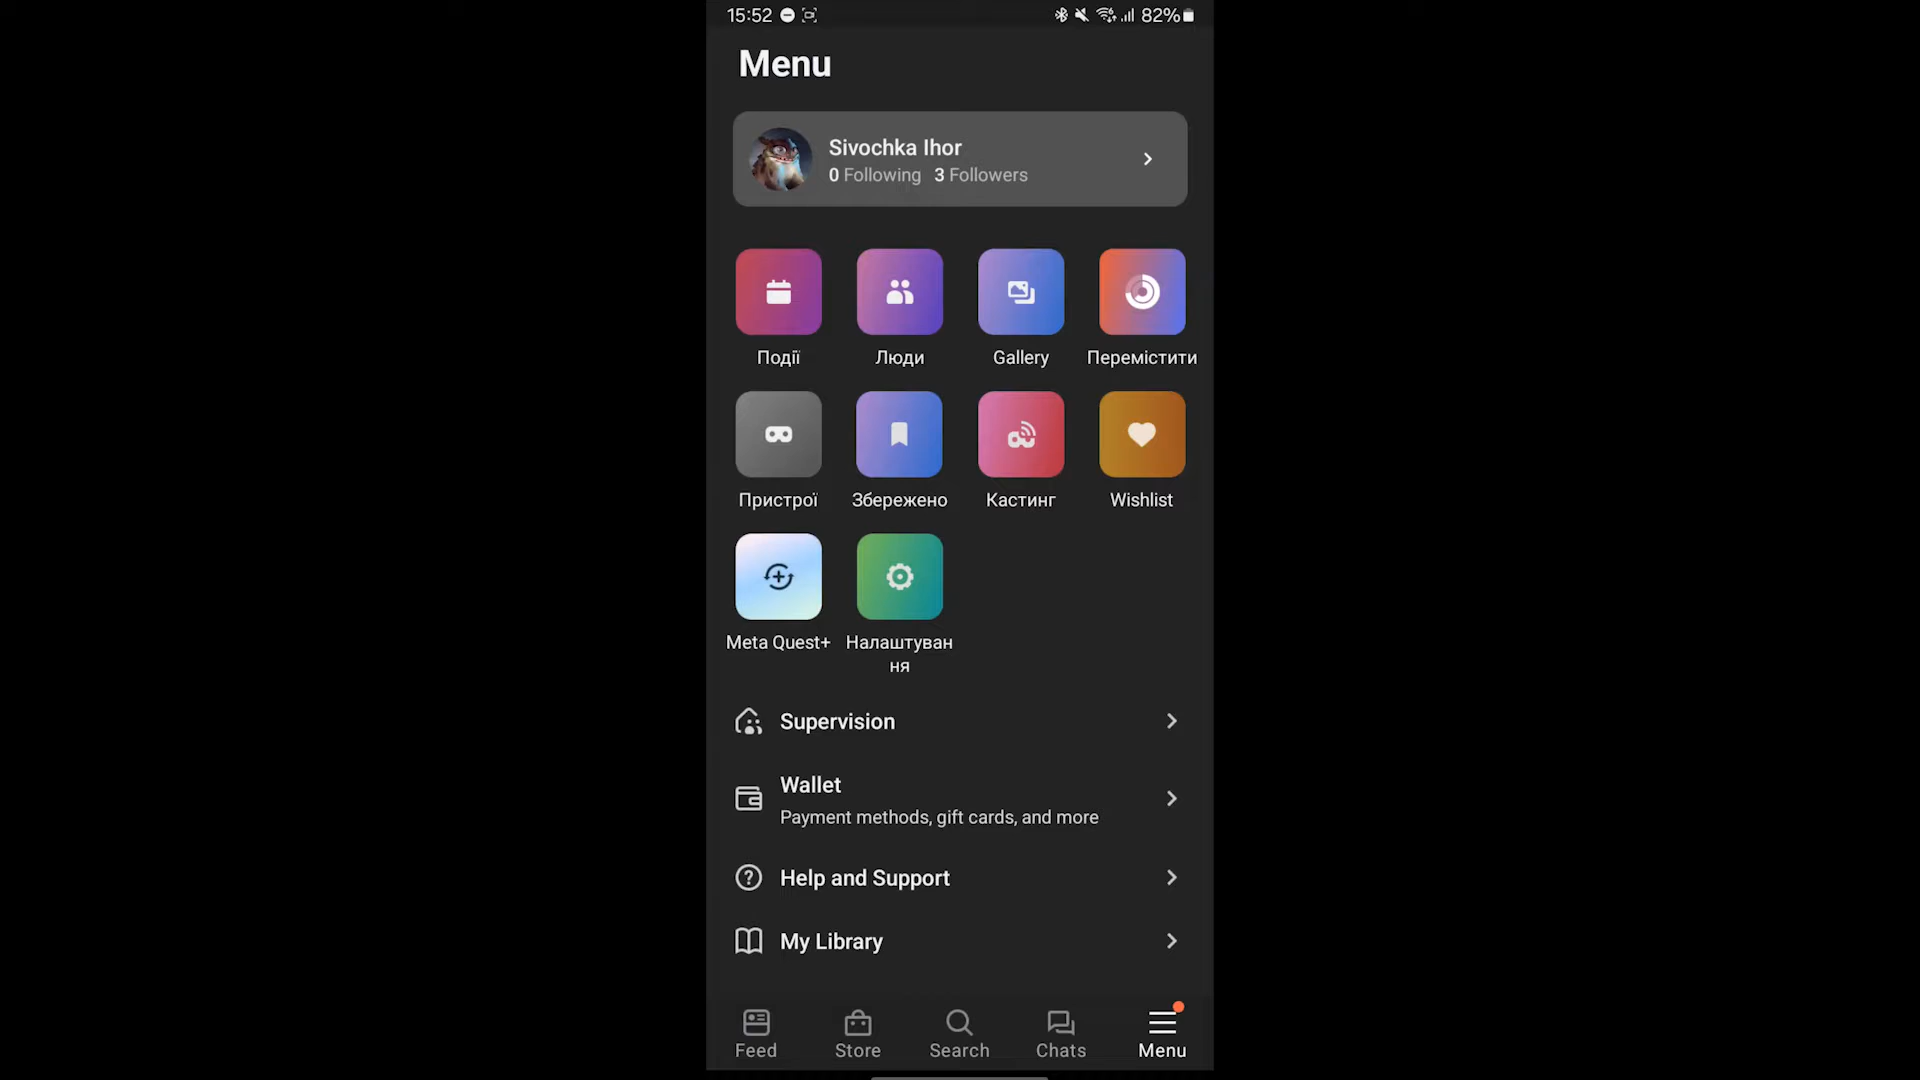 15:52
82%
Menu
Sivochka Ihor
0 Following 3 Followers
Події Люди Gallery Перемістити
Пристрої Збережено Кастинг Wishlist
Meta Quest+ Налаштуван
ня
Supervision
Wallet
Payment methods, gift cards, and more
Help and Support
My Library
Feed Store Search Chats Menu